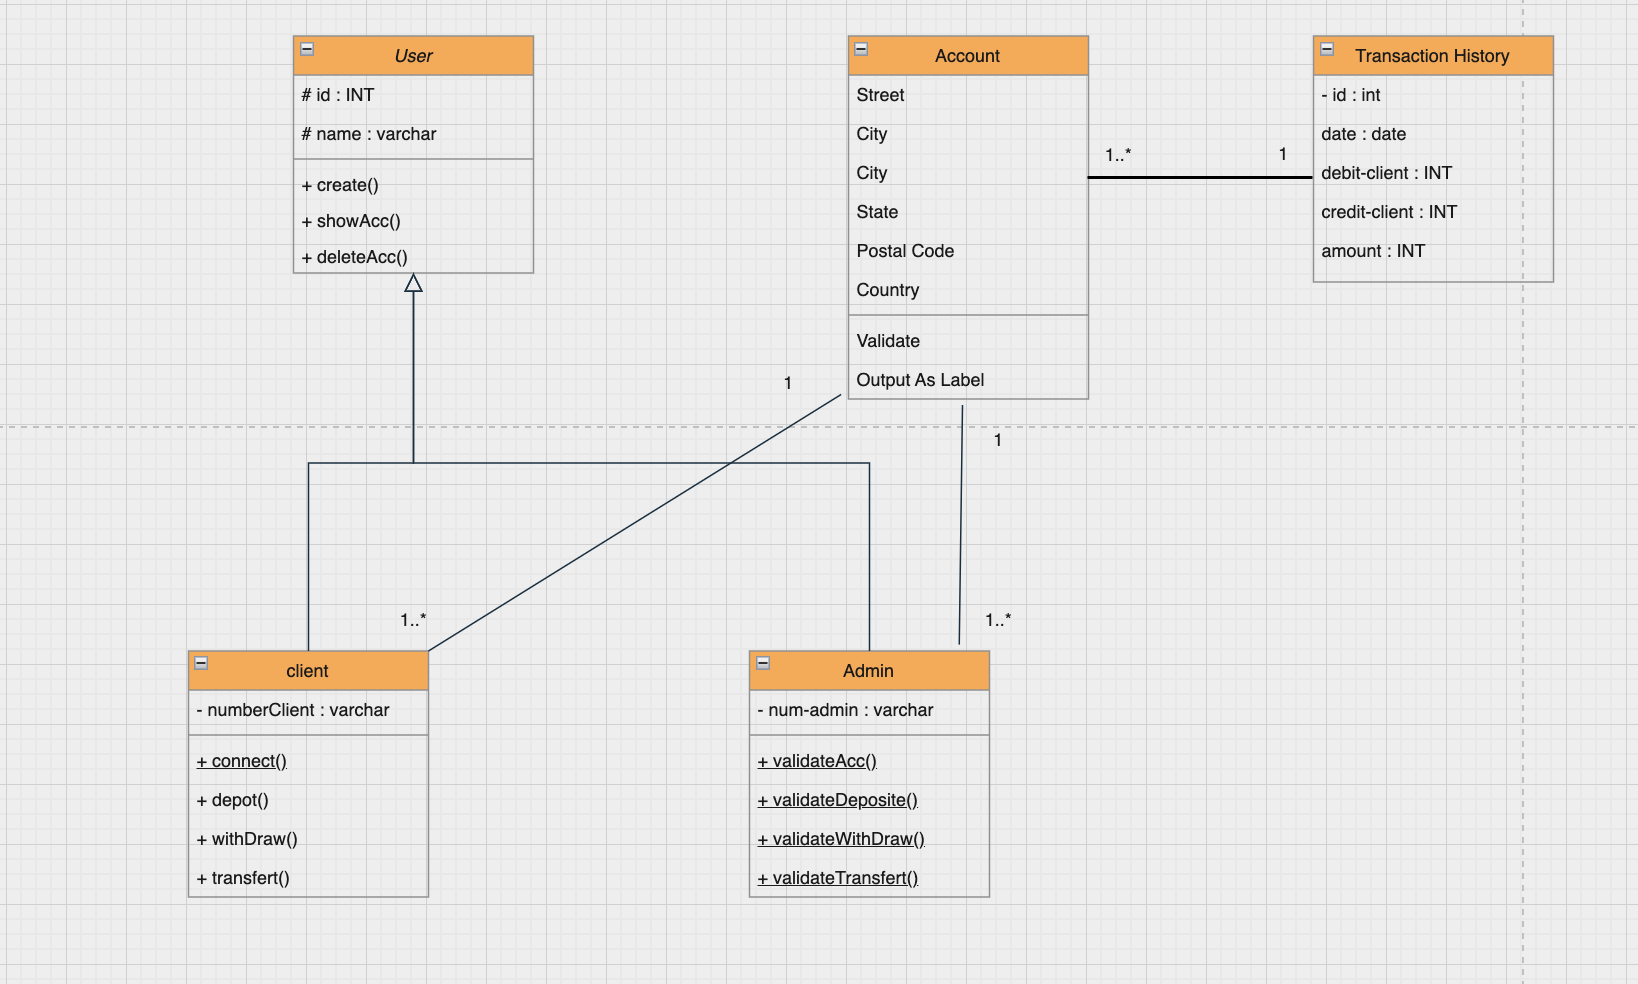 User
# id : INT
# name : varchar
+ create()
+ showAcc()
+ deleteAcc()
Account
Street
City
City
State
Postal Code
Country
Validate
Output As Label
1..*
1
Transaction History
- id : int
date : date
debit-client : INT
credit-client : INT
amount : INT
1
1
1..*
1..*
client
- numberClient : varchar
+ connect()
+ depot()
+ withDraw()
+ transfert()
Admin
- num-admin : varchar
+ validateAcc()
+ validateDeposite()
+ validateWithDraw()
+ validateTransfert()